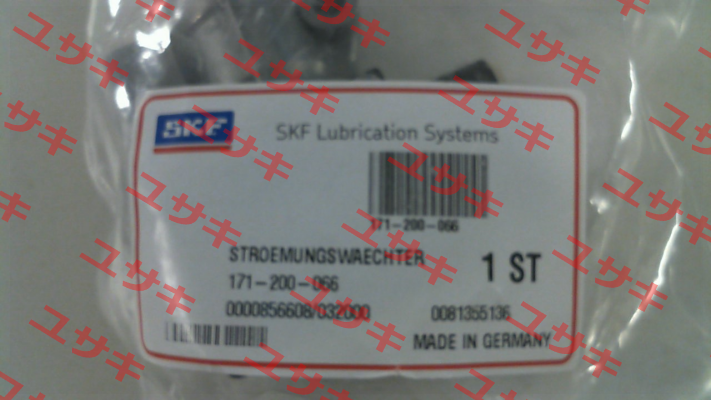 SKF SKF Lubrication Systems
171-200-066
STROEMUNGSWAECHTER 1 ST
171-200-066
0000856608/032000 0081355136
MADE IN GERMANY
ユサキ